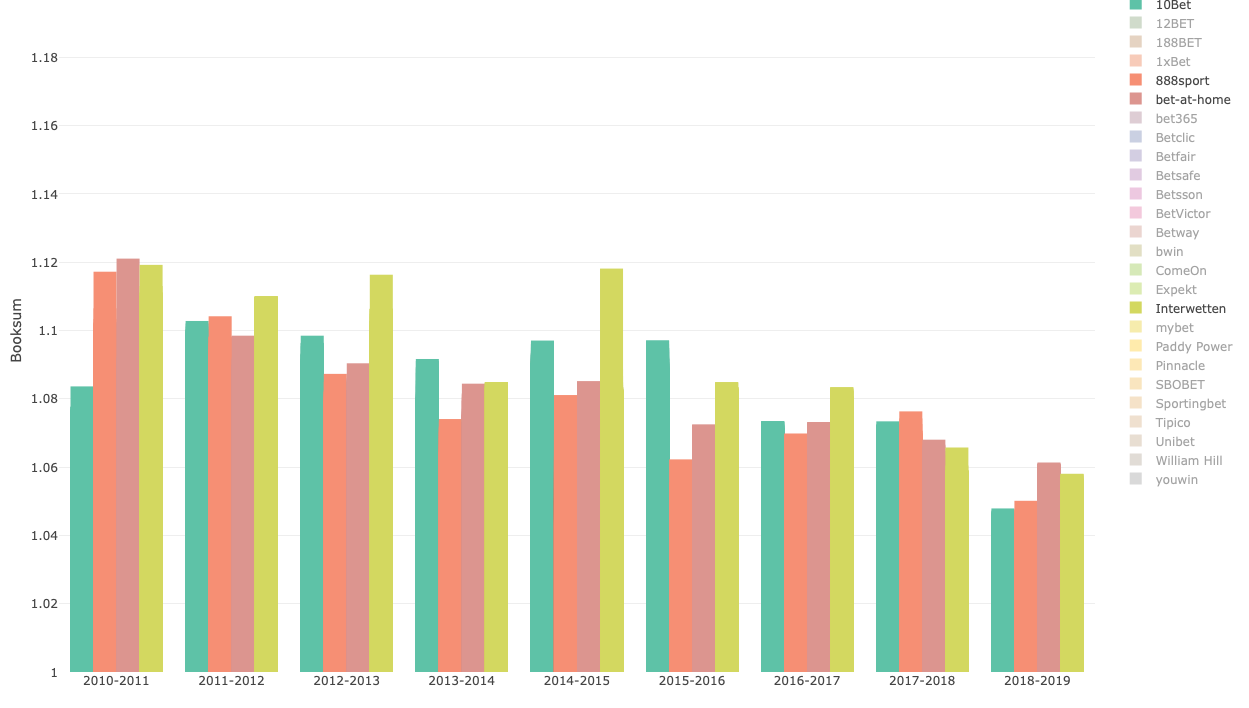 Booksum
1.18
1.16
1.14
1.12
1.1
1.08
1.06
1.04
1.02
1
2010-2011
2011-2012
2012-2013
2013-2014
2014-2015
2015-2016
2016-2017
2017-2018
2018-2019
10Bet
12BET
188BET
1xBet
888sport
bet-at-home
bet365
Betclic
Betfair
Betsafe
Betsson
BetVictor
Betway
bwin
ComeOn
Expekt
Interwetten
mybet
Paddy Power
Pinnacle
SBOBET
Sportingbet
Tipico
Unibet
William Hill
youwin